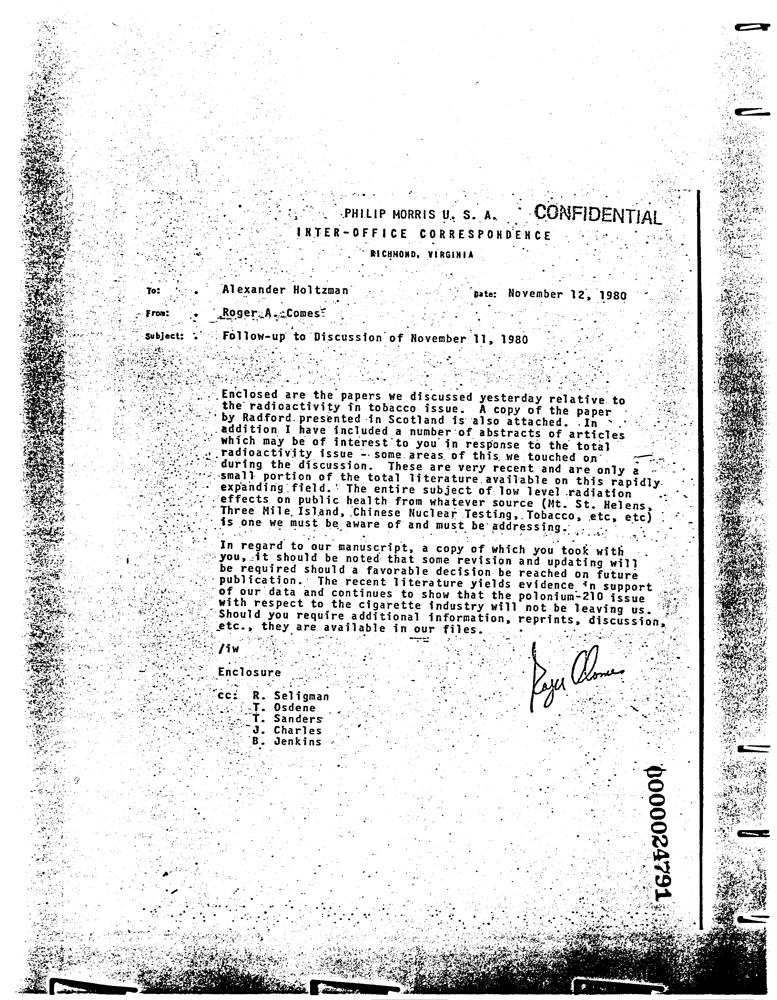 PHILIP MORRIS U. S. A. CONFIDENTIAL
INTER-OFFICE CORRESPONDENCE
RICHMOND, VIRGINIA
To: Alexander Holtzman Date: November 12, 1980
From: Roger A. Comes
Subject: Follow-up to Discussion of November 11, 1980
Enclosed are the papers we discussed yesterday relative to
the radioactivity in tobacco issue. A copy of the paper
by Radford presented in Scotland is also attached. In
addition I have included a number of abstracts of articles
which may be of interest to you in response to the total
radioactivity issue - some areas of this we touched on
during the discussion. These are very recent and are only a
small portion of the total literature available on this rapidly
expanding field. The entire subject of low level radiation
effects on public health from whatever source (Mt. St. Helens,
Three Mile Island, Chinese Nuclear Testing, Tobacco, etc, etc)
is one we must be aware of and must be addressing.
In regard to our manuscript, a copy of which you took with
you, it should be noted that some revision and updating will
be required should a favorable decision be reached on future
publication. The recent literature yields evidence in support
of our data and continues to show that the polonium-210 issue
with respect to the cigarette industry will not be leaving us.
Should you require additional information, reprints, discussion,
etc., they are available in our files.
/iw
Roger Comes
Enclosure
cc: R. Seligman
T. Osdene
T. Sanders
J. Charles
B. Jenkins
0000024791